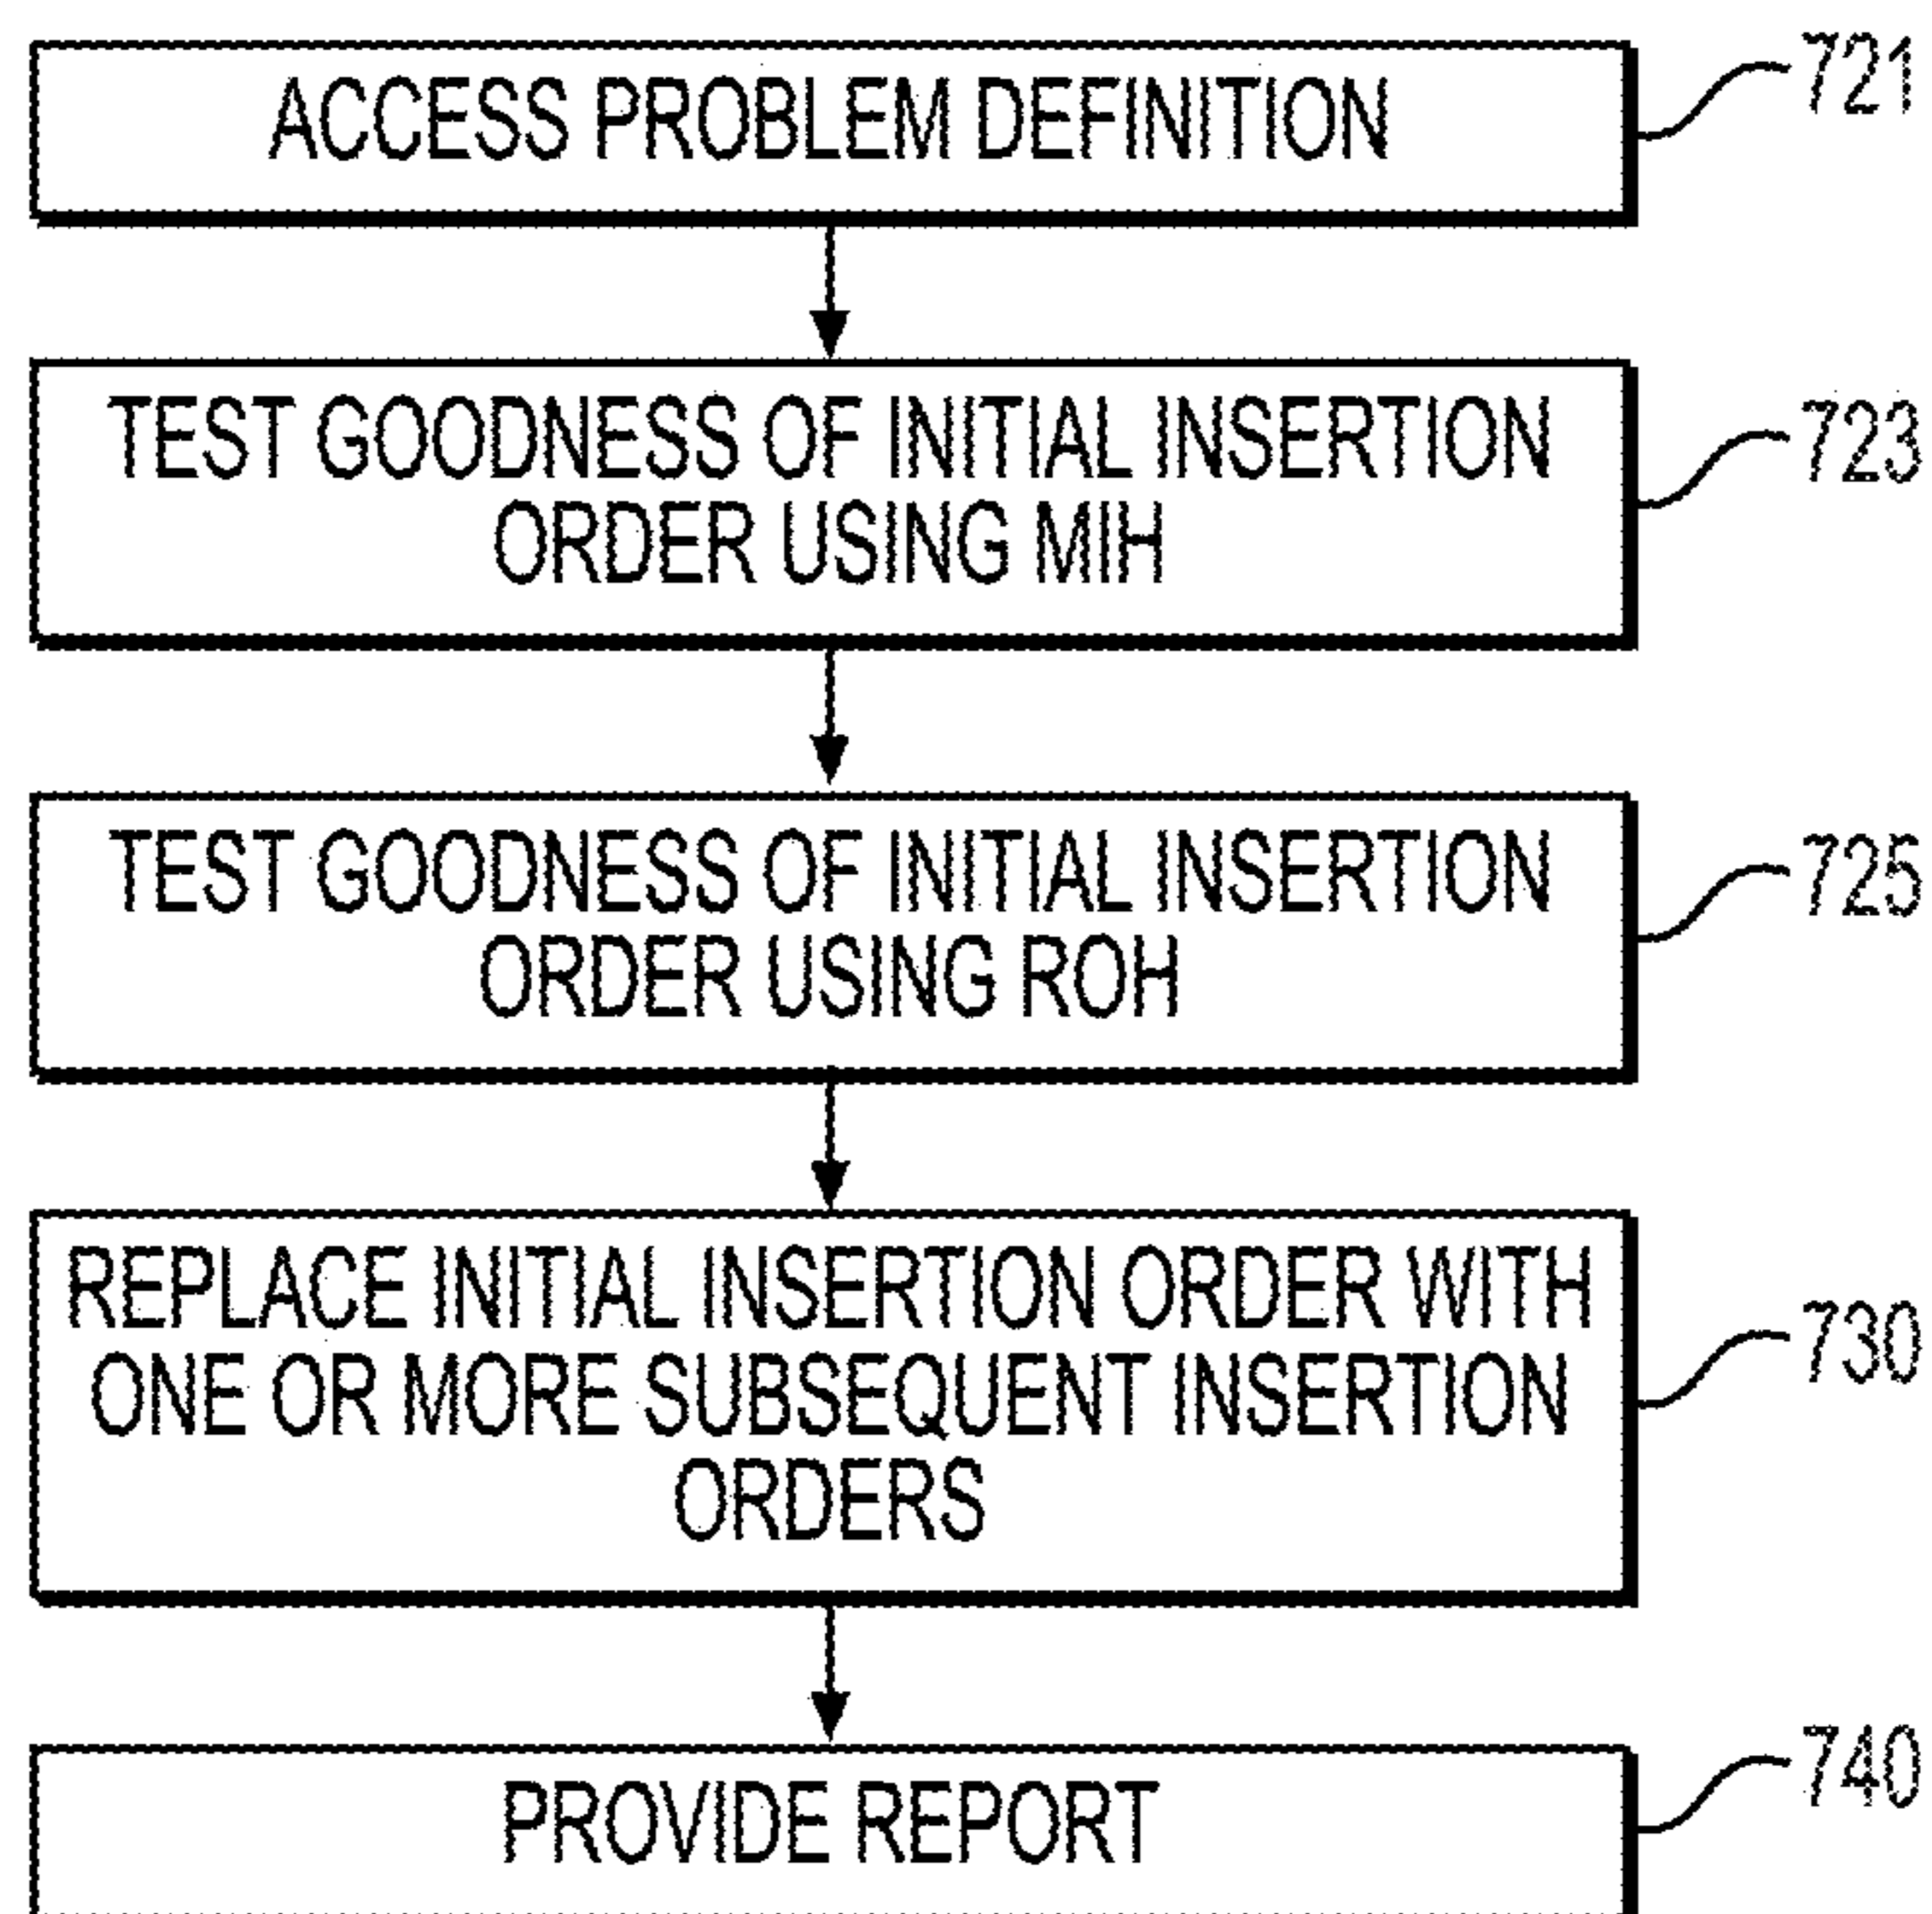 ACCESS PROBLEM DEFINITION
721
TEST GOODNESS OF INITIAL INSERTION
ORDER USING MIH
723
TEST GOODNESS OF INITIAL INSERTION
ORDER USING ROH
725
REPLACE INITIAL INSERTION ORDER WITH
ONE OR MORE SUBSEQUENT INSERTION
ORDERS
730
PROVIDE REPORT
740